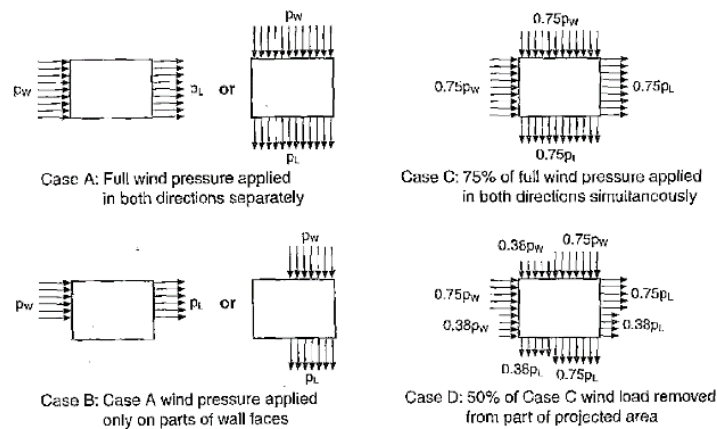 pW
pW pL or
pL
Case A: Full wind pressure applied
in both directions separately
0.75pW
0.75pW 0.75pL
0.75pL
Case C: 75% of full wind pressure applied
in both directions simultaneously
pW
pW pL or
pL
Case B: Case A wind pressure applied
only on parts of wall faces
0.38pW 0.75pW
0.75pW 0.75pL
0.38pW 0.38pL
0.38pL 0.75pL
Case D: 50% of Case C wind load removed
from part of projected area